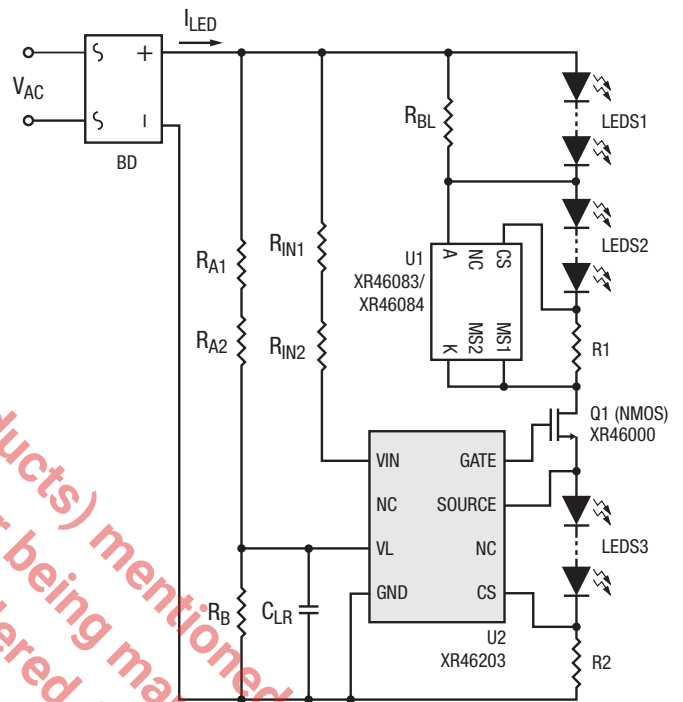 I_LED
V_AC
BD
+
−
R_A1
R_A2
R_IN1
R_IN2
R_BL
LEDS1
LEDS2
U1
XR46083/
XR46084
A
NC
CS
K
MS2
MS1
R1
Q1 (NMOS)
XR46000
VIN
NC
VL
GND
GATE
SOURCE
NC
CS
U2
XR46203
LEDS3
R_B
C_LR
R2
ducts) mentioned
r being ma
dered